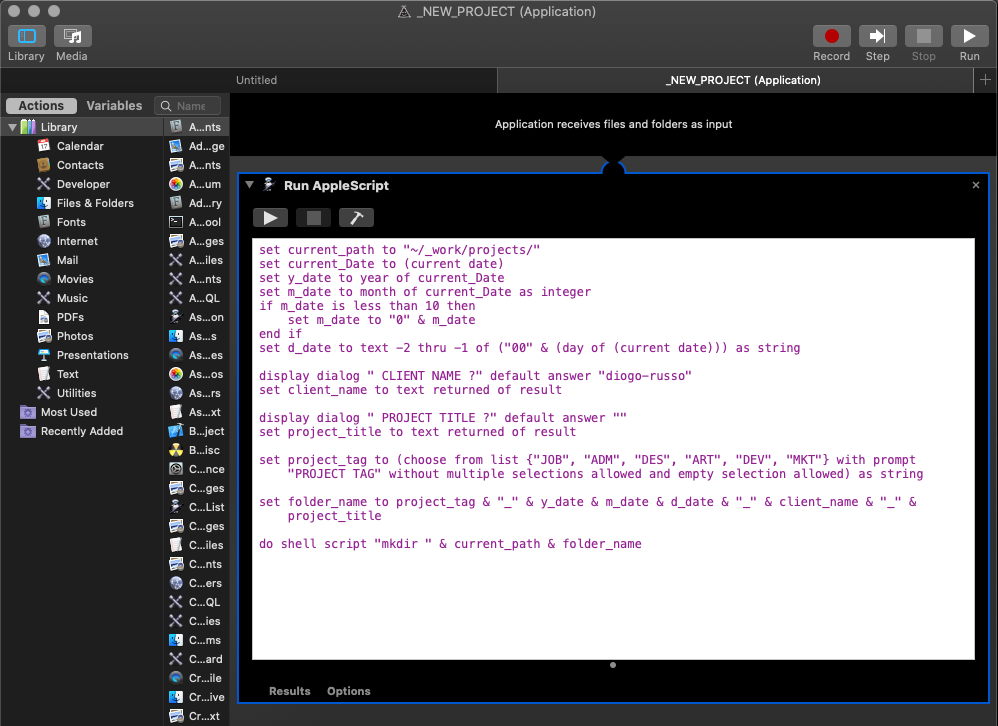 _NEW_PROJECT (Application)
Library Media Record Step Stop Run
Untitled _NEW_PROJECT (Application)
Actions Variables Name
Application receives files and folders as input
Library
Calendar
Contacts
Developer
Files & Folders
Fonts
Internet
Mail
Movies
Music
PDFs
Photos
Presentations
Text
Utilities
Most Used
Recently Added
A...nts
Ad...ge
A...nts
A...um
Ad...ry
A...ool
A...ges
A...iles
A...nts
A...QL
As...on
As...s
As...es
As...os
As...rs
As...xt
B...ject
B...isc
C...nce
C...ges
C...List
C...ges
C...iles
C...nts
C...ers
C...QL
C...ies
C...ms
C...ard
Cr...ile
Cr...ive
Cr...xt
Run AppleScript
set current_path to "~/_work/projects/"
set current_Date to (current date)
set y_date to year of current_Date
set m_date to month of current_Date as integer
if m_date is less than 10 then
set m_date to "0" & m_date
end if
set d_date to text -2 thru -1 of ("00" & (day of (current date))) as string
display dialog " CLIENT NAME ?" default answer "diogo-russo"
set client_name to text returned of result
display dialog " PROJECT TITLE ?" default answer ""
set project_title to text returned of result
set project_tag to (choose from list {"JOB", "ADM", "DES", "ART", "DEV", "MKT"} with prompt
"PROJECT TAG" without multiple selections allowed and empty selection allowed) as string
set folder_name to project_tag & "_" & y_date & m_date & d_date & "_" & client_name & "_" &
project_title
do shell script "mkdir " & current_path & folder_name
Results Options